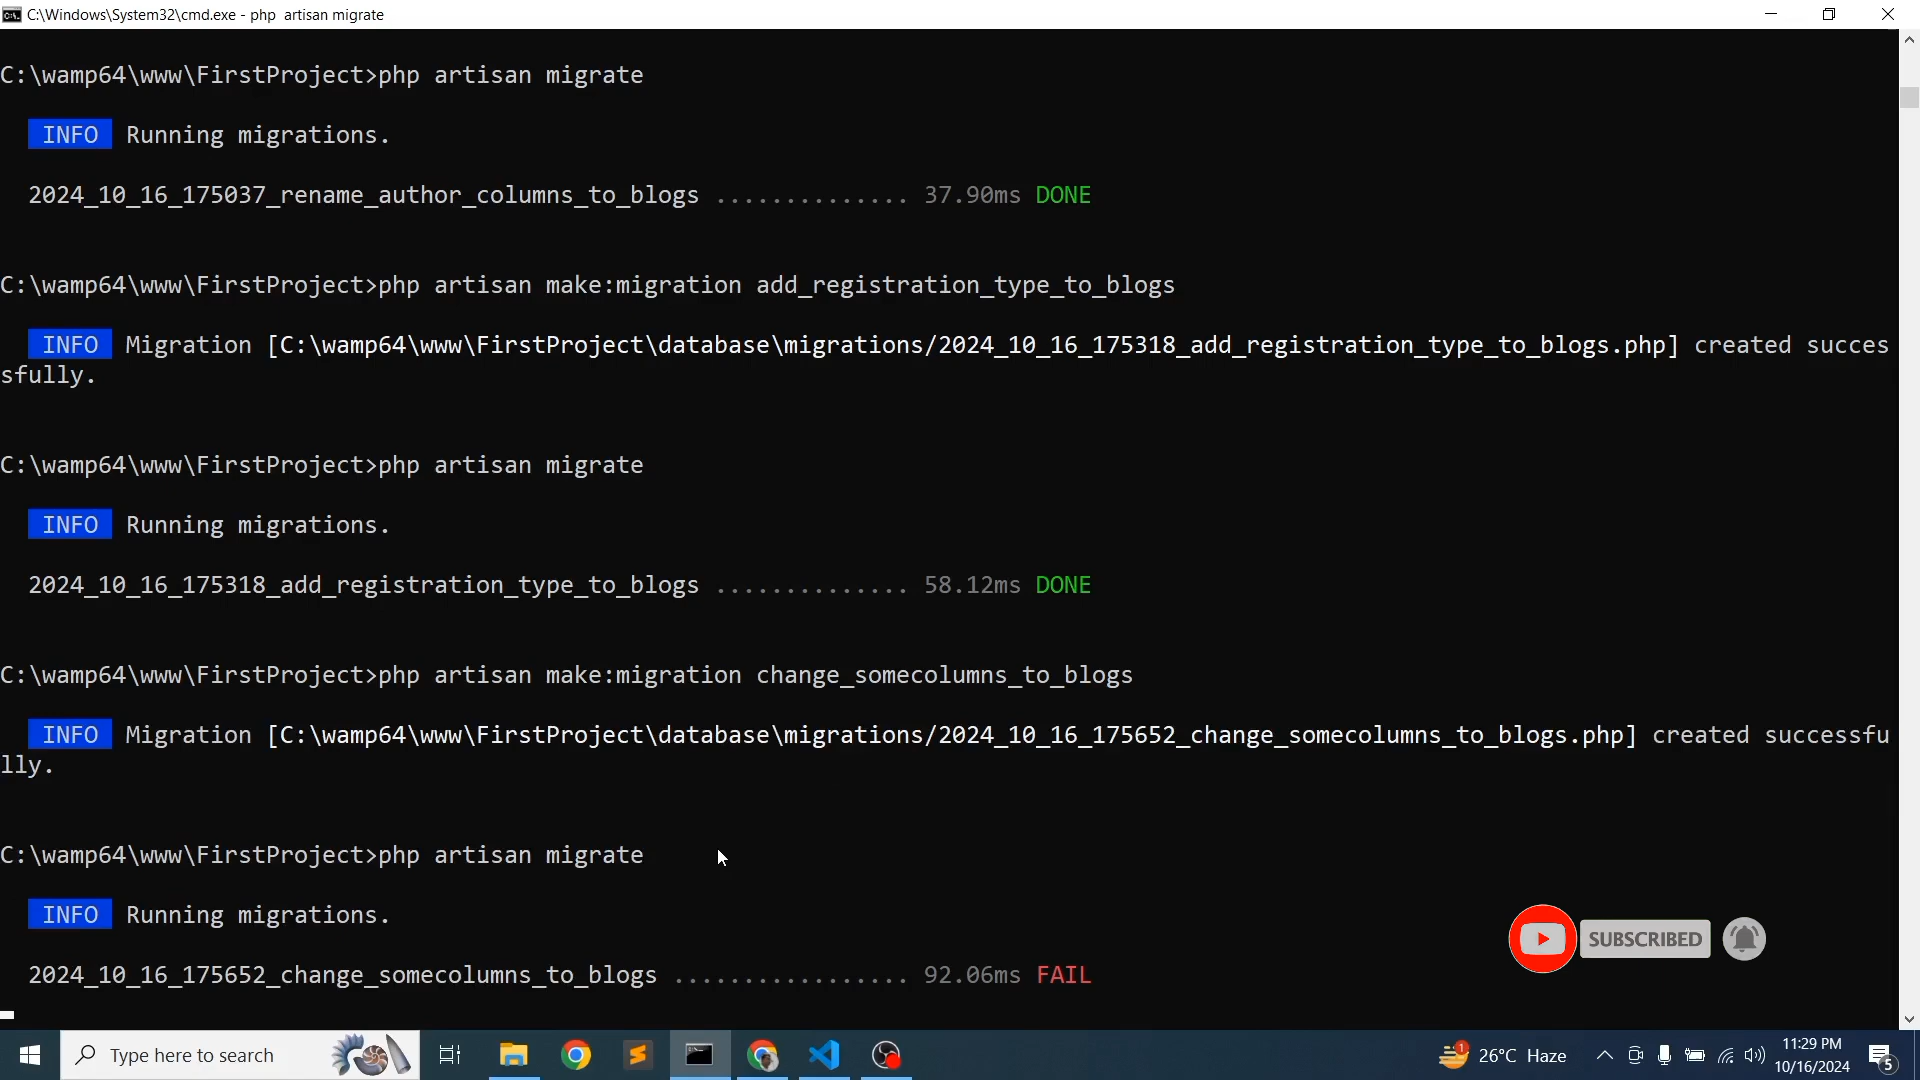 C:\Windows\System32\cmd.exe - php  artisan migrate
C:\wamp64\www\FirstProject>php artisan migrate
INFO  Running migrations.
2024_10_16_175037_rename_author_columns_to_blogs .............. 37.90ms DONE
C:\wamp64\www\FirstProject>php artisan make:migration add_registration_type_to_blogs
INFO  Migration [C:\wamp64\www\FirstProject\database\migrations/2024_10_16_175318_add_registration_type_to_blogs.php] created succes
sfully.
C:\wamp64\www\FirstProject>php artisan migrate
INFO  Running migrations.
2024_10_16_175318_add_registration_type_to_blogs .............. 58.12ms DONE
C:\wamp64\www\FirstProject>php artisan make:migration change_somecolumns_to_blogs
INFO  Migration [C:\wamp64\www\FirstProject\database\migrations/2024_10_16_175652_change_somecolumns_to_blogs.php] created successfu
lly.
C:\wamp64\www\FirstProject>php artisan migrate
INFO  Running migrations.
SUBSCRIBED
2024_10_16_175652_change_somecolumns_to_blogs ................. 92.06ms FAIL
Type here to search
1
26°C Haze
11:29 PM
10/16/2024
5